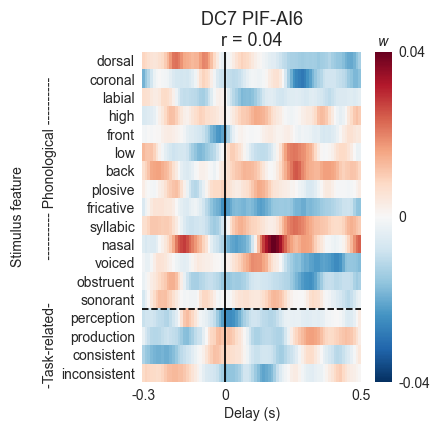 DC7 PIF-AI6
r = 0.04
w
dorsal
coronal
labial
high
front
low
back
plosive
fricative
syllabic
nasal
voiced
obstruent
sonorant
perception
production
consistent
inconsistent
Stimulus feature
-Task-related-
---------- Phonological ----------
0.04
0
-0.04
-0.3
0
0.5
Delay (s)